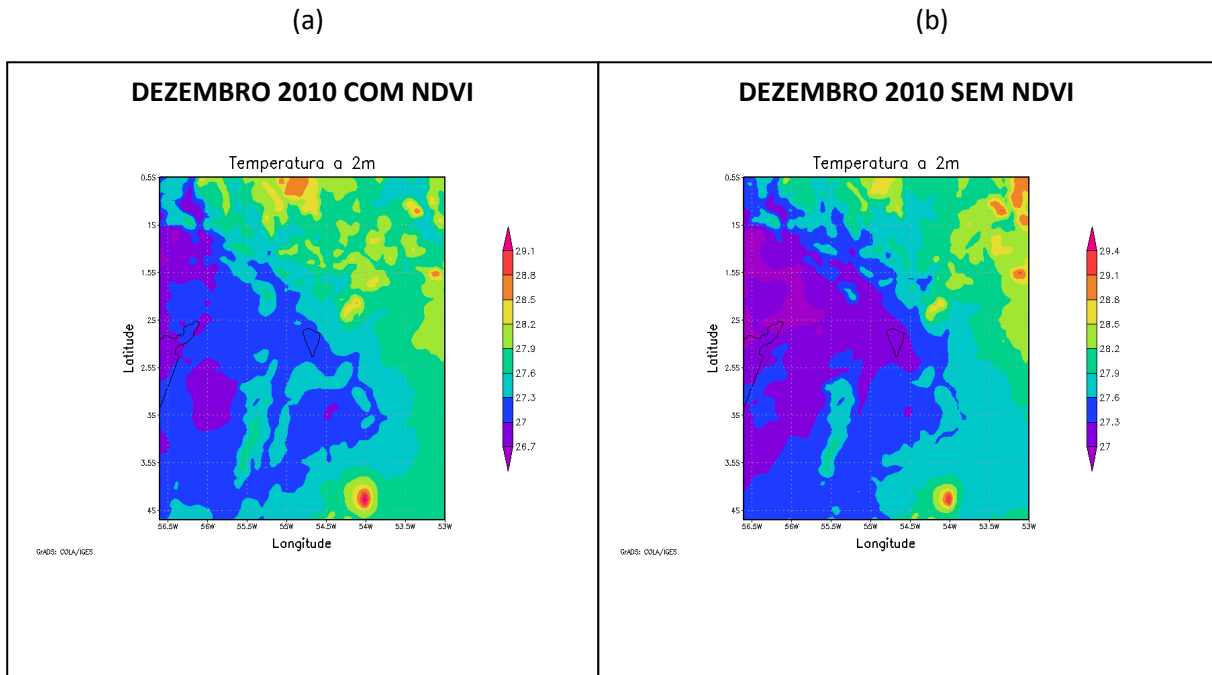 (a)
(b)
DEZEMBRO 2010 COM NDVI
DEZEMBRO 2010 SEM NDVI
Temperatura a 2m
0.5S
1S
1.5S
2S
2.5S
3S
3.5S
4S
Latitude
56.5W 56W 55.5W 55W 54.5W 54W 53.5W 53W
Longitude
29.1
28.8
28.5
28.2
27.9
27.6
27.3
27
26.7
GrADS: COLA/IGES
Temperatura a 2m
0.5S
1S
1.5S
2S
2.5S
3S
3.5S
4S
Latitude
56.5W 56W 55.5W 55W 54.5W 54W 53.5W 53W
Longitude
29.4
29.1
28.8
28.5
28.2
27.9
27.6
27.3
27
GrADS: COLA/IGES